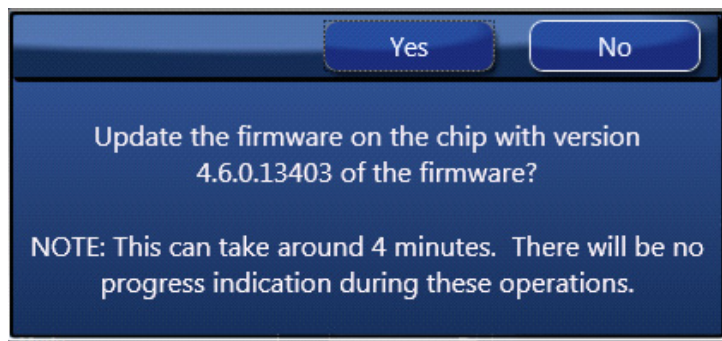 Yes No
Update the firmware on the chip with version
4.6.0.13403 of the firmware?
NOTE: This can take around 4 minutes.  There will be no
progress indication during these operations.